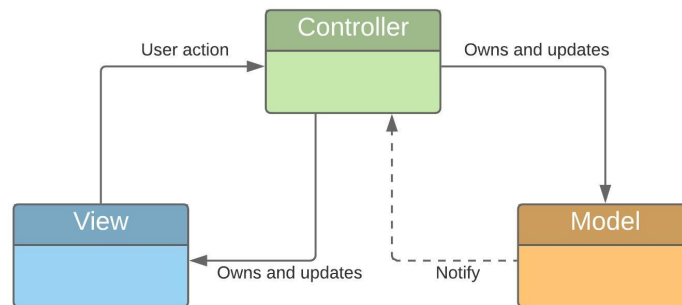 Controller
User action
Owns and updates
View
Model
Owns and updates
Notify